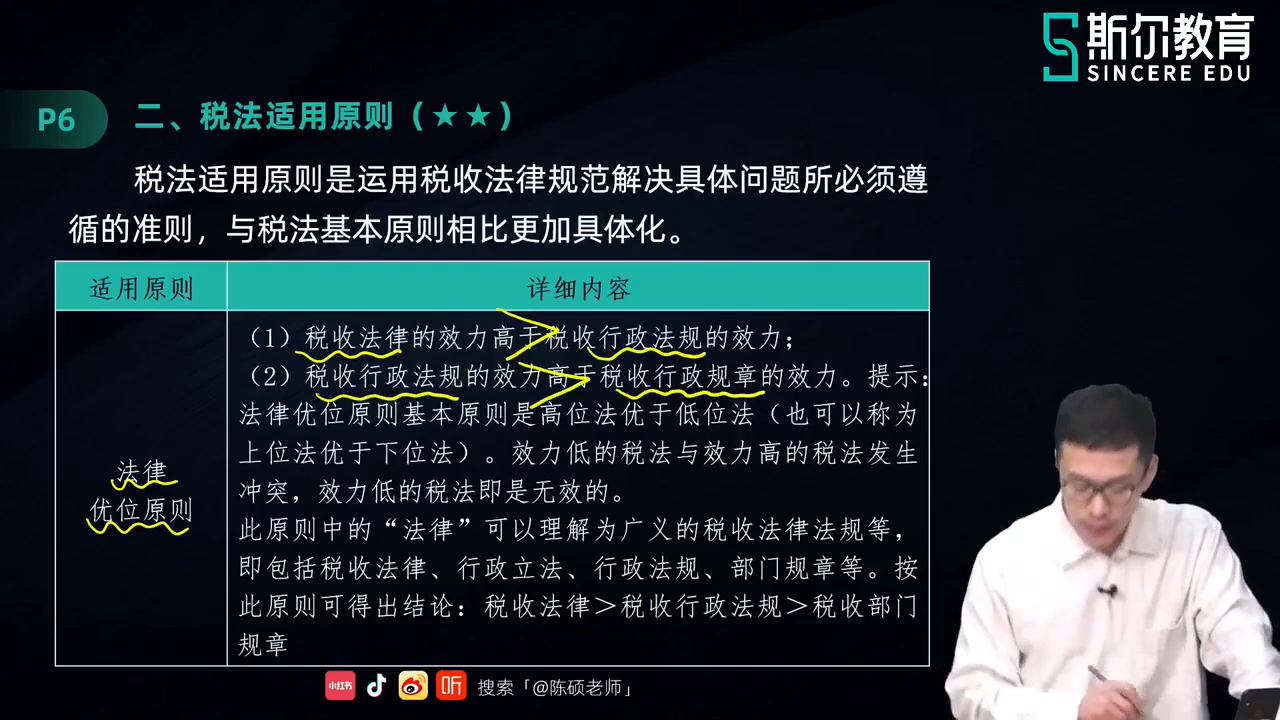 斯尔教育
SINCERE EDU
P6
二、税法适用原则（★★）
税法适用原则是运用税收法律规范解决具体问题所必须遵
循的准则，与税法基本原则相比更加具体化。
适用原则
详细内容
法律
优位原则
（1）税收法律的效力高于税收行政法规的效力；
（2）税收行政法规的效力高于税收行政规章的效力。提示：
法律优位原则基本原则是高位法优于低位法（也可以称为
上位法优于下位法）。效力低的税法与效力高的税法发生
冲突，效力低的税法即是无效的。
此原则中的“法律”可以理解为广义的税收法律法规等，
即包括税收法律、行政立法、行政法规、部门规章等。按
此原则可得出结论：税收法律＞税收行政法规＞税收部门
规章
小红书
听
搜索「@陈硕老师」